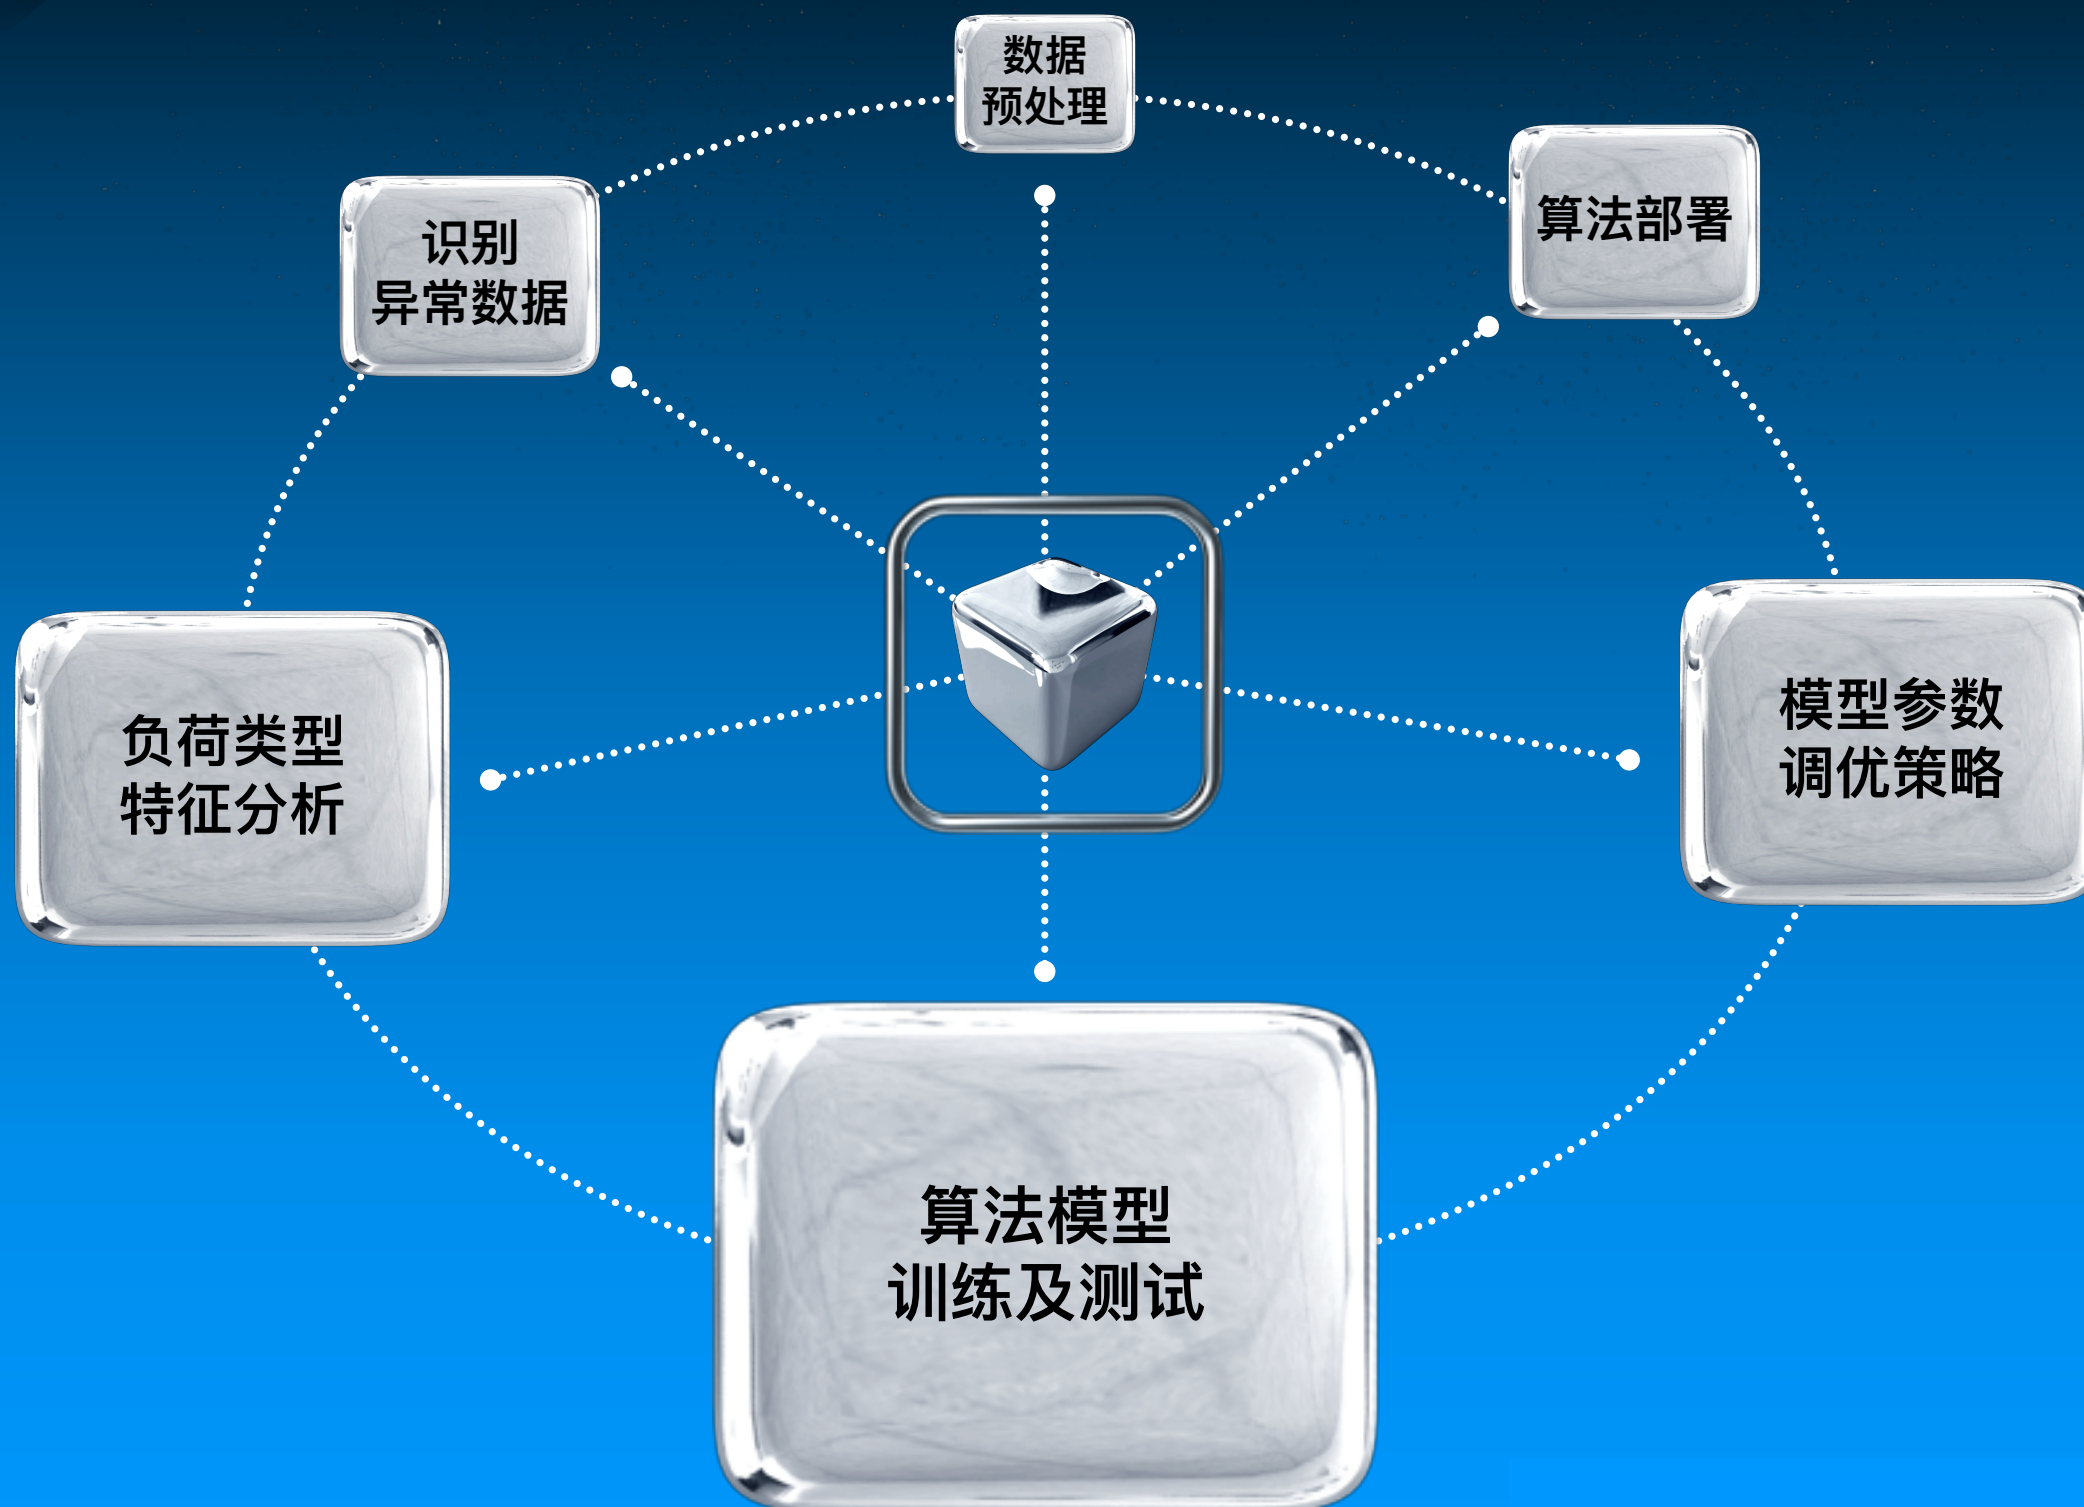 数据
预处理
算法部署
识别
异常数据
模型参数
调优策略
负荷类型
特征分析
算法模型
训练及测试